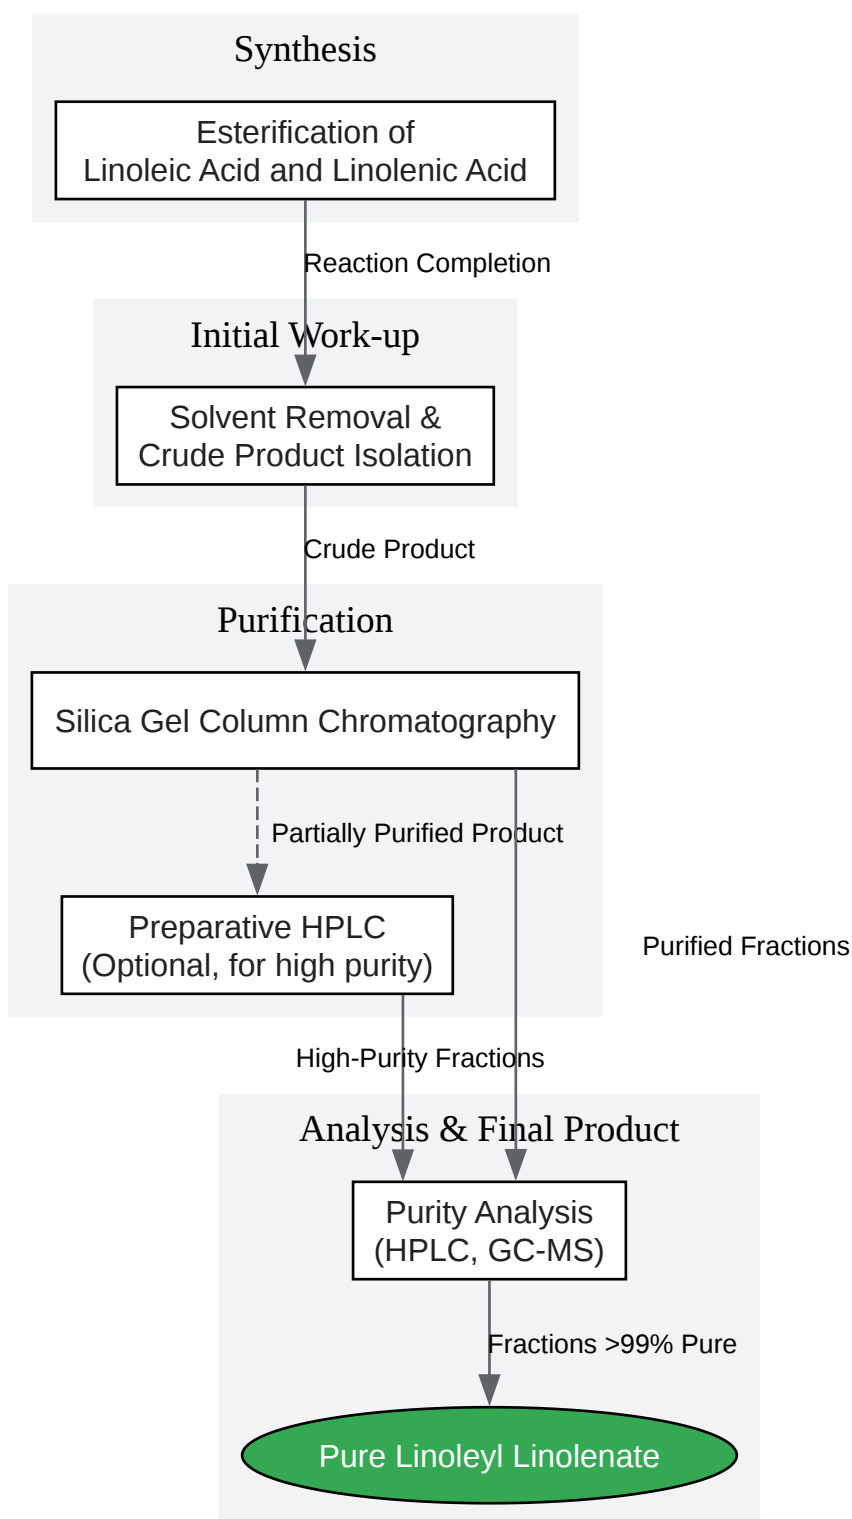 Synthesis
Esterification of
Linoleic Acid and Linolenic Acid
Reaction Completion
Initial Work-up
Solvent Removal &
Crude Product Isolation
Crude Product
Purification
Silica Gel Column Chromatography
Partially Purified Product
Preparative HPLC
(Optional, for high purity)
Purified Fractions
High-Purity Fractions
Analysis & Final Product
Purity Analysis
(HPLC, GC-MS)
Fractions >99% Pure
Pure Linoleyl Linolenate